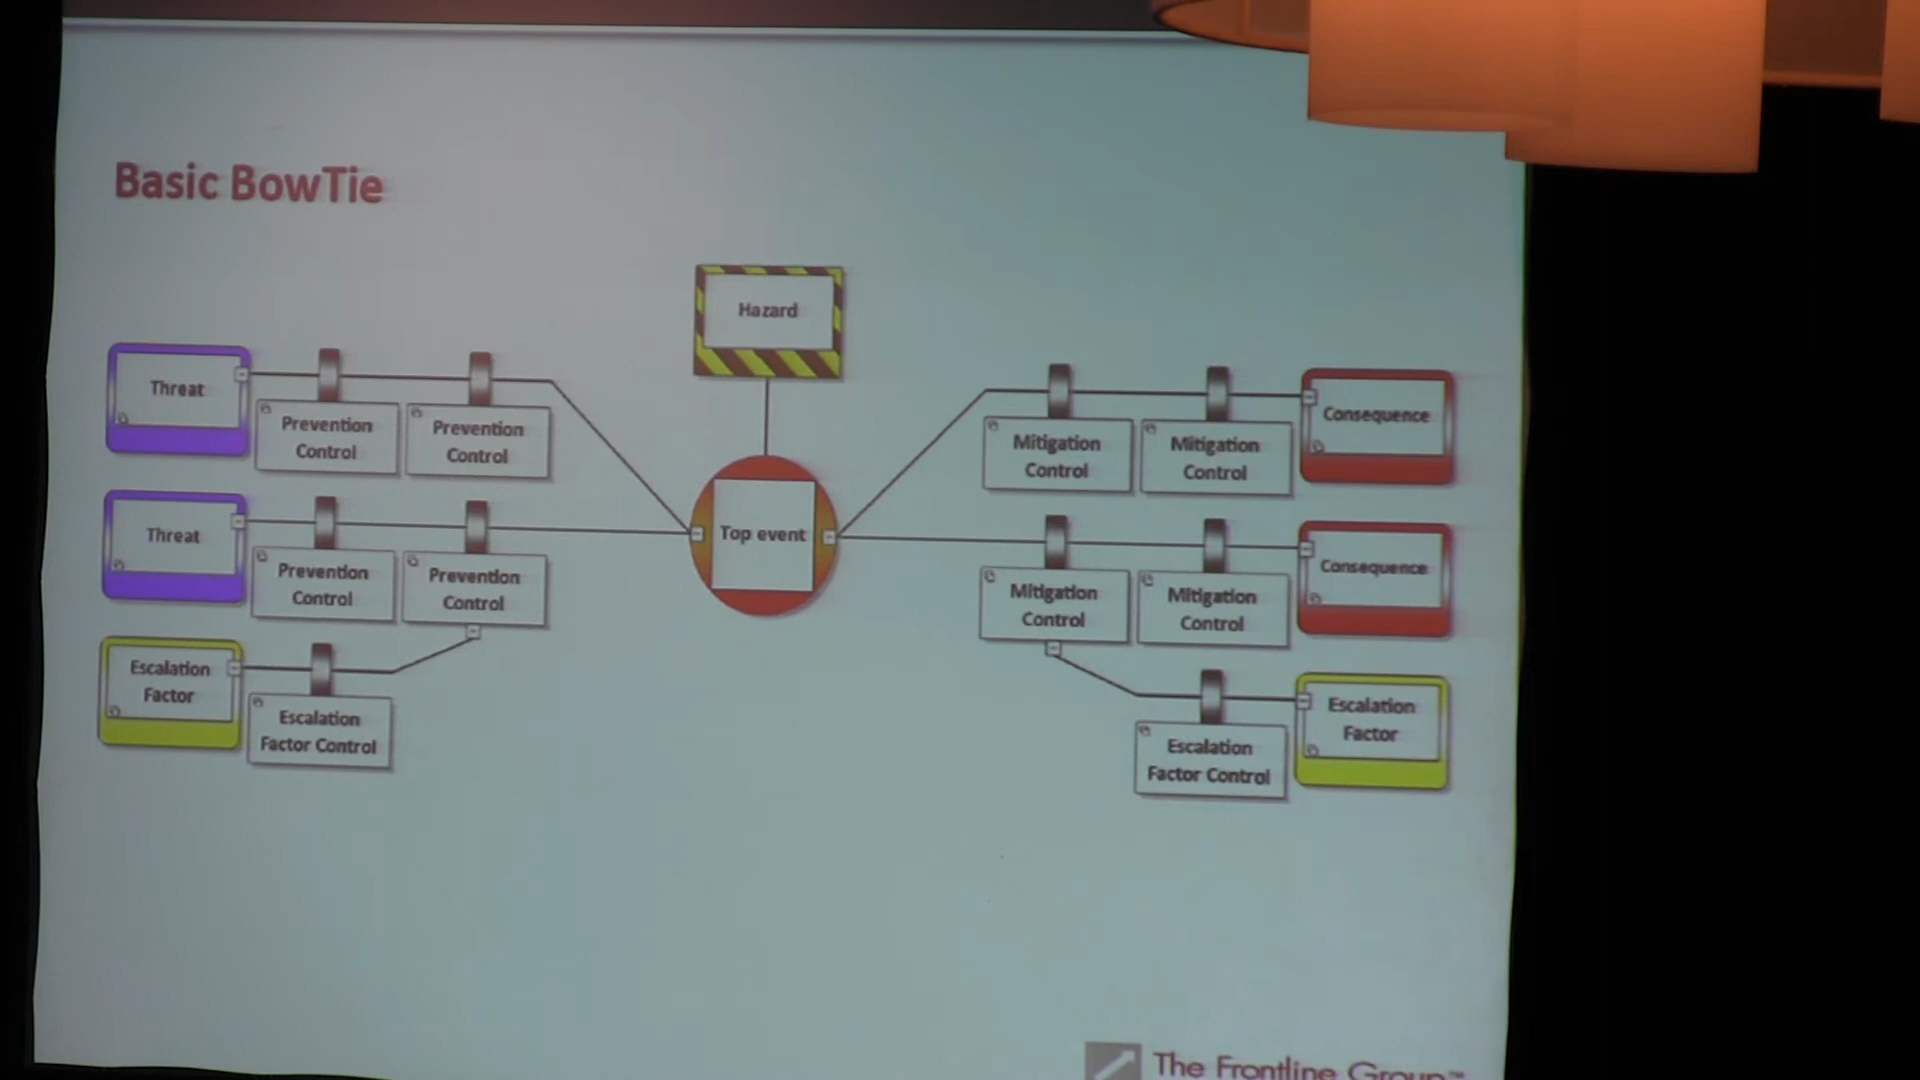 Basic BowTie
Hazard
Threat
Prevention
Control
Prevention
Control
Mitigation
Control
Mitigation
Control
Consequence
Threat
Prevention
Control
Prevention
Control
Top event
Mitigation
Control
Mitigation
Control
Consequence
Escalation
Factor
Escalation
Factor Control
Escalation
Factor Control
Escalation
Factor
The Frontline Group™